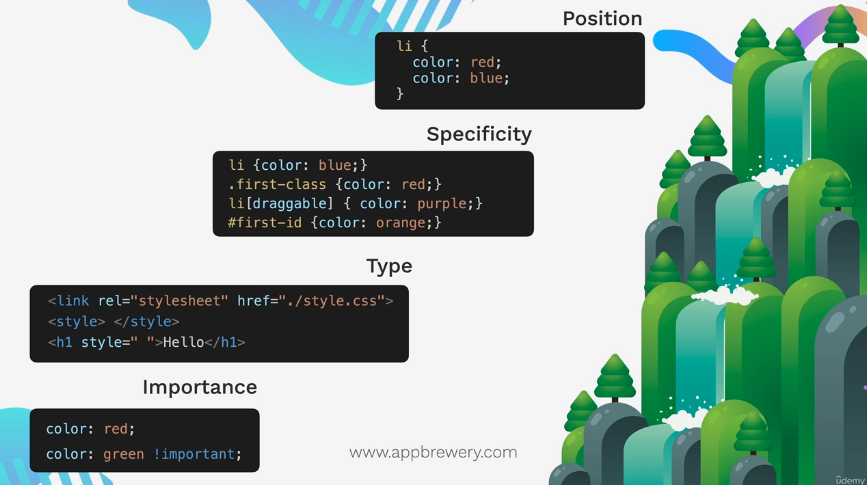 Position
li {
  color: red;
  color: blue;
}
Specificity
li {color: blue;}
.first-class {color: red;}
li[draggable] { color: purple;}
#first-id {color: orange;}
Type
<link rel="stylesheet" href="./style.css">
<style> </style>
<h1 style=" ">Hello</h1>
Importance
color: red;
color: green !important;
www.appbrewery.com
ûdemy